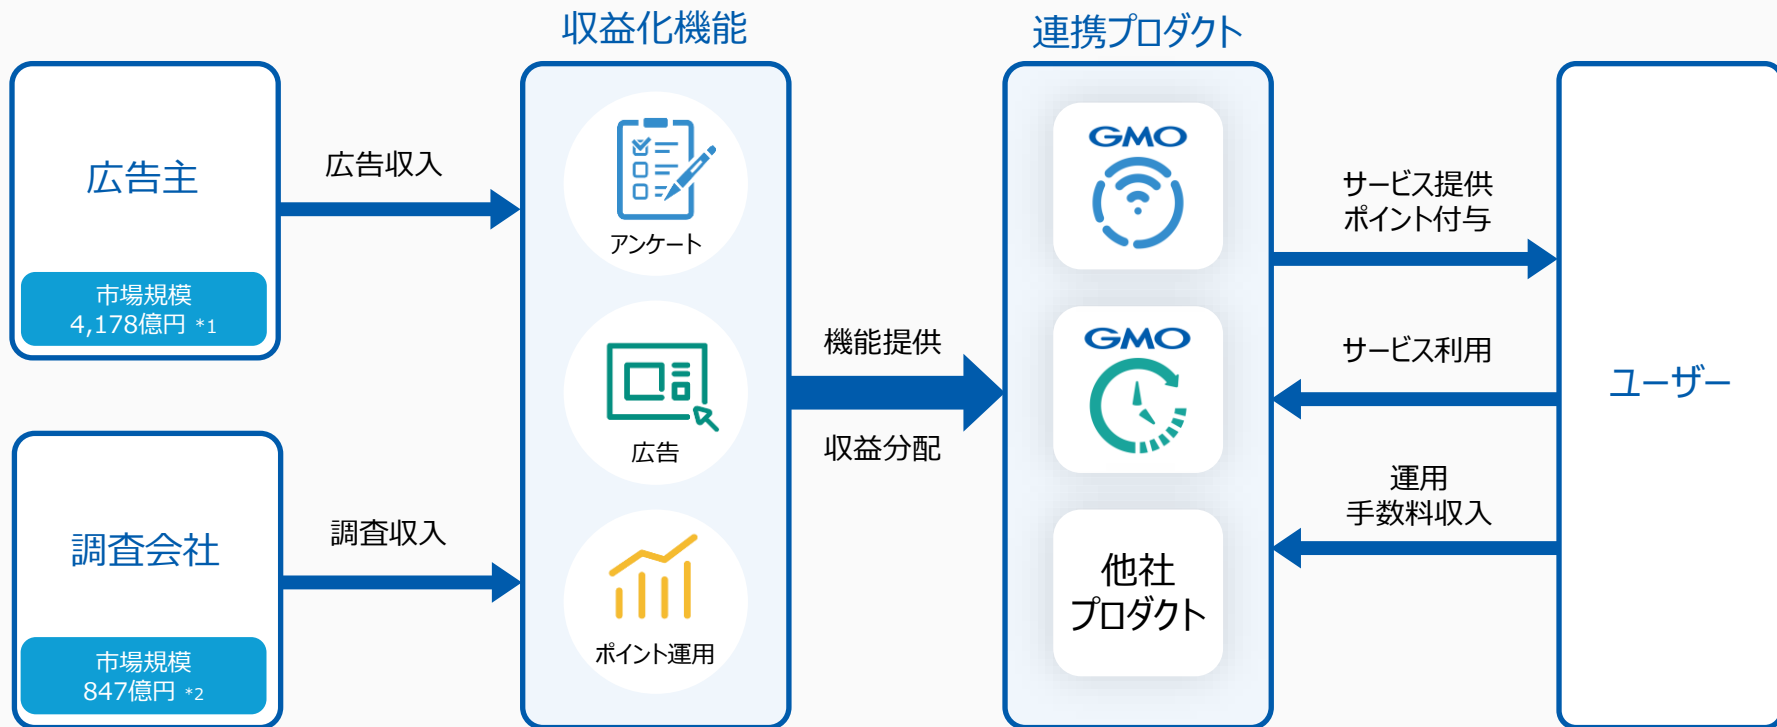 収益化機能
連携プロダクト
広告主
市場規模
4,178億円 *1
調査会社
市場規模
847億円 *2
広告収入
調査収入
アンケート
広告
ポイント運用
機能提供
収益分配
GMO
GMO
他社
プロダクト
サービス提供
ポイント付与
サービス利用
運用
手数料収入
ユーザー